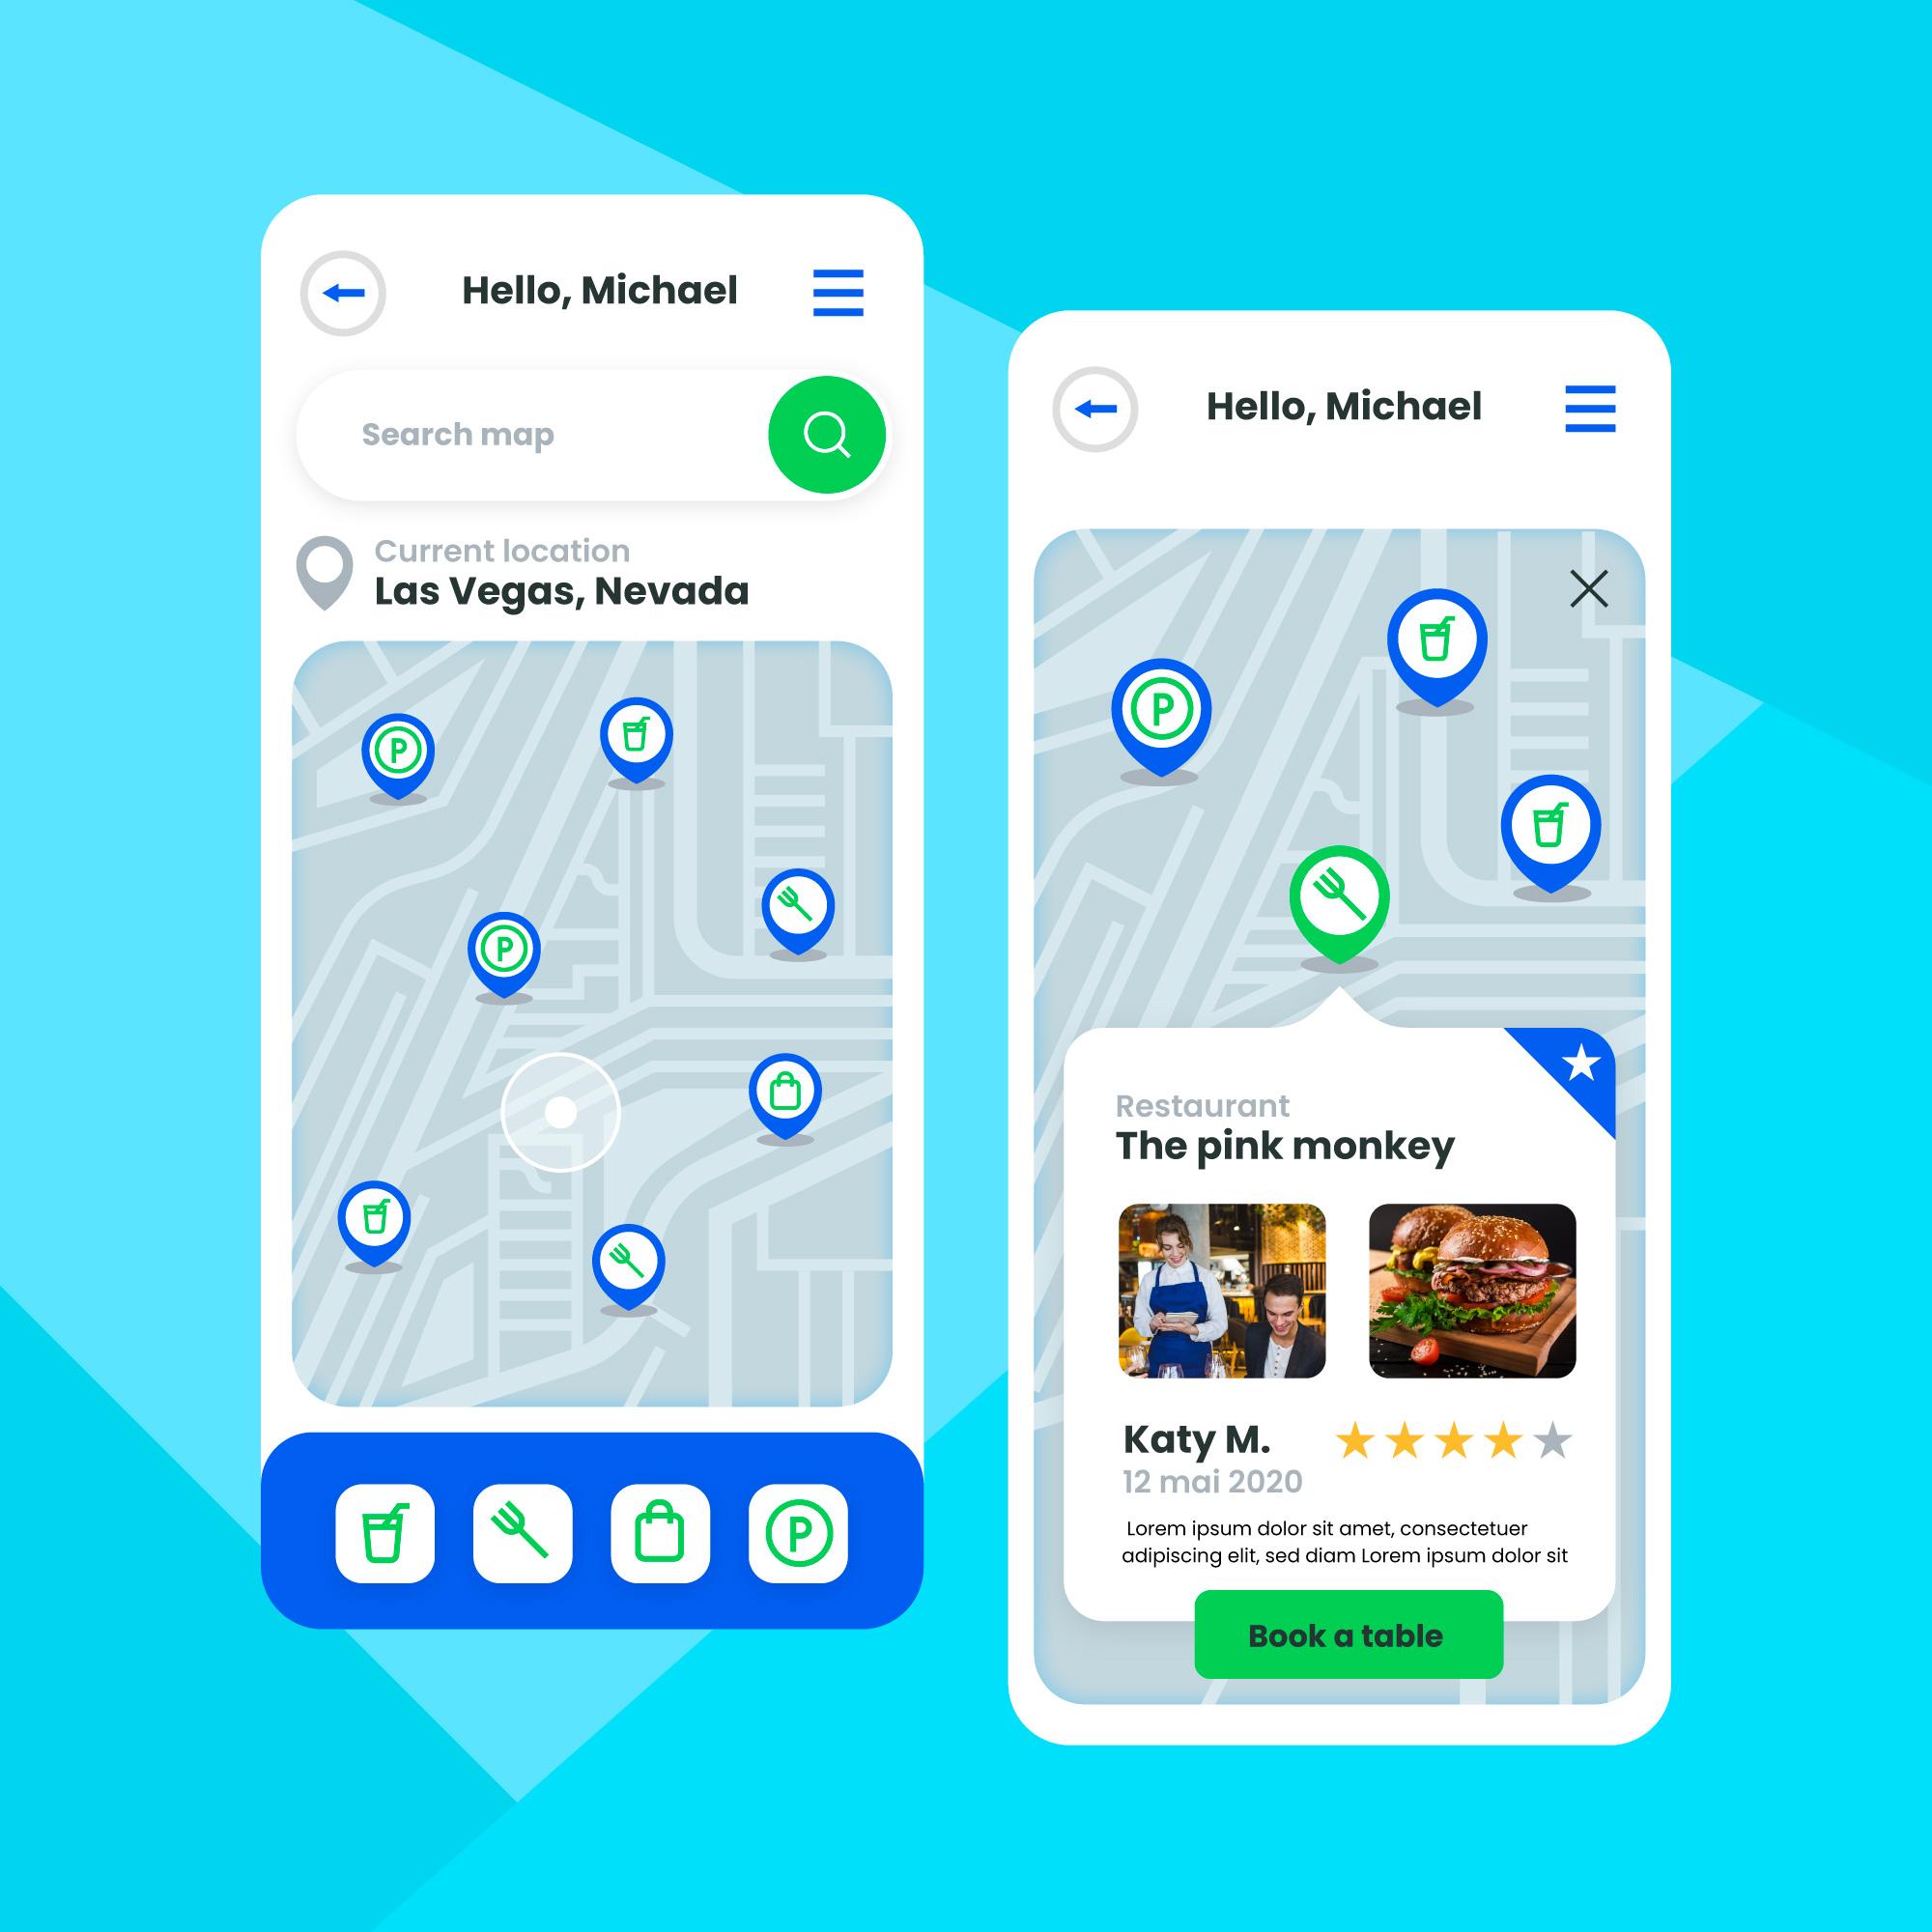 Hello, Michael
Search map
Current location
Las Vegas, Nevada
P
P
P
Hello, Michael
P
Restaurant
The pink monkey
Katy M.
12 mai 2020
Lorem ipsum dolor sit amet, consectetuer
adipiscing elit, sed diam Lorem ipsum dolor sit
Book a table